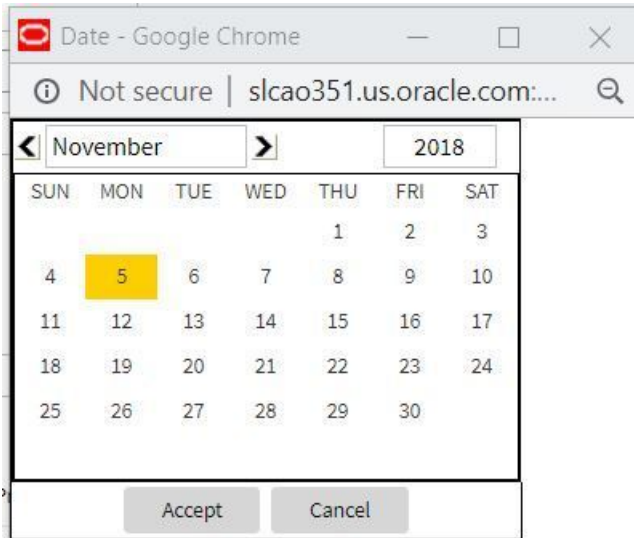 Date - Google Chrome
Not secure | slcao351.us.oracle.com:...
November 2018
SUN MON TUE WED THU FRI SAT
1 2 3
4 5 6 7 8 9 10
11 12 13 14 15 16 17
18 19 20 21 22 23 24
25 26 27 28 29 30
Accept Cancel